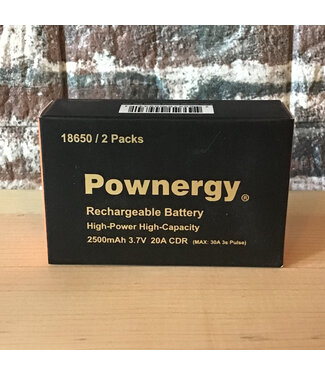 18650 / 2 Packs
Pownergy®
Rechargeable Battery
High-Power High-Capacity
2500mAh 3.7V 20A CDR (MAX: 30A 3s Pulse)